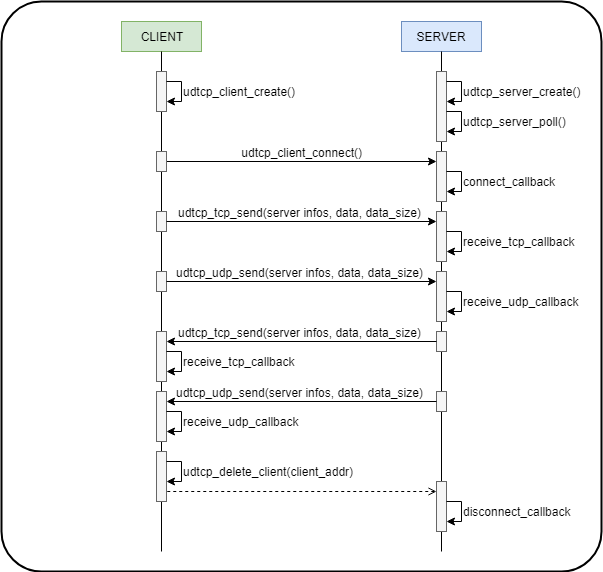 CLIENT
SERVER
udtcp_client_create()
udtcp_server_create()
udtcp_server_poll()
udtcp_client_connect()
connect_callback
udtcp_tcp_send(server infos, data, data_size)
receive_tcp_callback
udtcp_udp_send(server infos, data, data_size)
receive_udp_callback
udtcp_tcp_send(server infos, data, data_size)
receive_tcp_callback
udtcp_udp_send(server infos, data, data_size)
receive_udp_callback
udtcp_delete_client(client_addr)
disconnect_callback